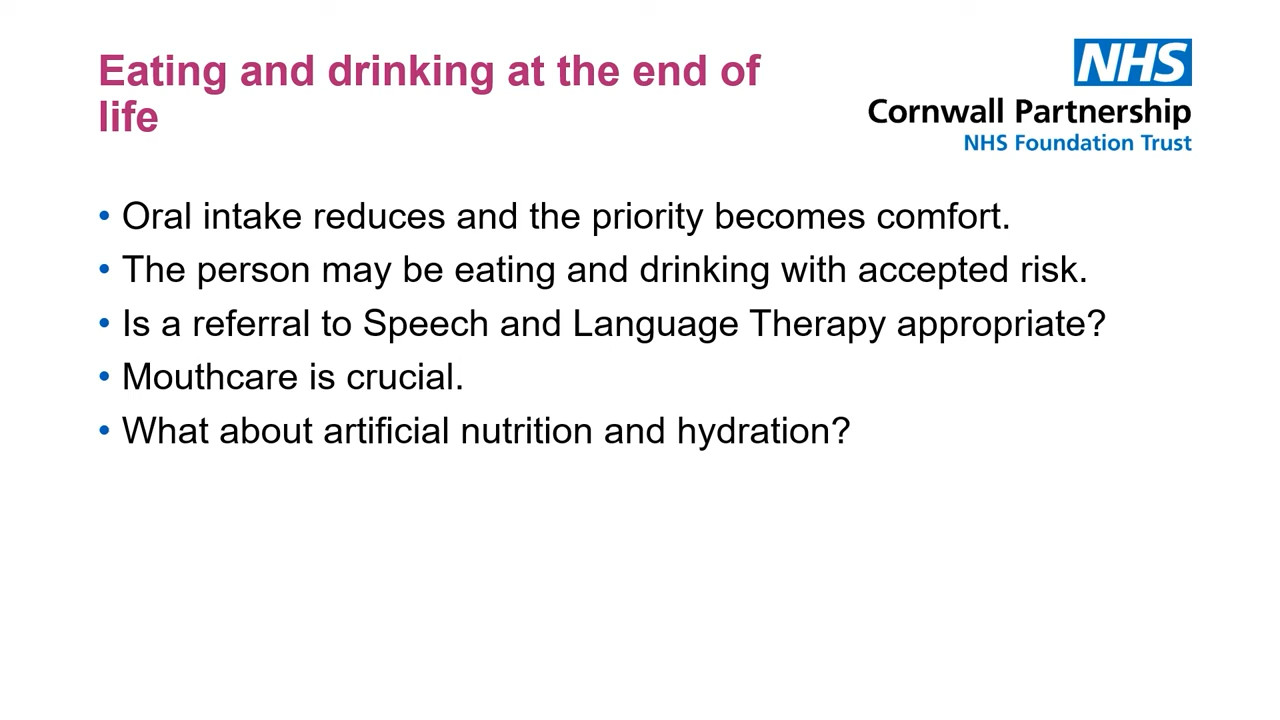 Eating and drinking at the end of
life
NHS
Cornwall Partnership
NHS Foundation Trust
• Oral intake reduces and the priority becomes comfort.
• The person may be eating and drinking with accepted risk.
• Is a referral to Speech and Language Therapy appropriate?
• Mouthcare is crucial.
• What about artificial nutrition and hydration?